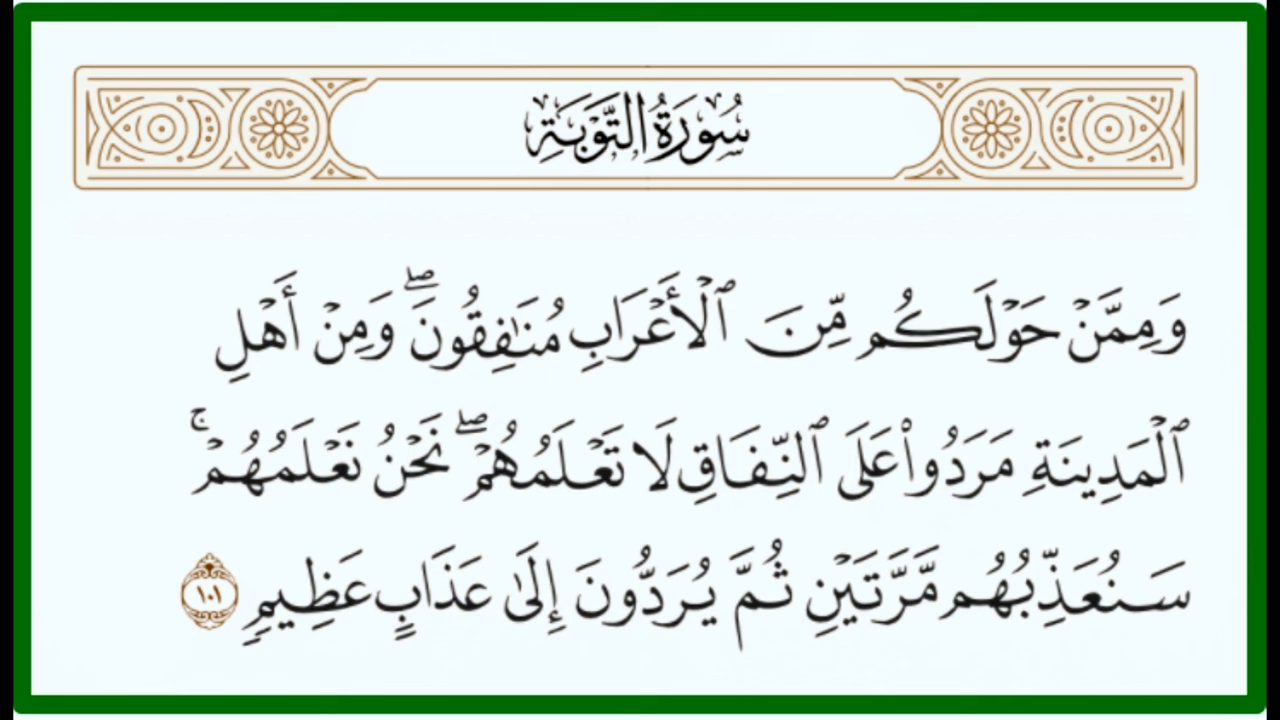 سُورَةُ التَّوْبَةِ
وَمِمَّنْ حَوْلَكُم مِّنَ ٱلْأَعْرَابِ مُنَـٰفِقُونَ ۖ وَمِنْ أَهْلِ
ٱلْمَدِينَةِ مَرَدُوا۟ عَلَى ٱلنِّفَاقِ لَا تَعْلَمُهُمْ ۖ نَحْنُ نَعْلَمُهُمْ ۚ
سَنُعَذِّبُهُم مَّرَّتَيْنِ ثُمَّ يُرَدُّونَ إِلَىٰ عَذَابٍ عَظِيمٍ ١٠١